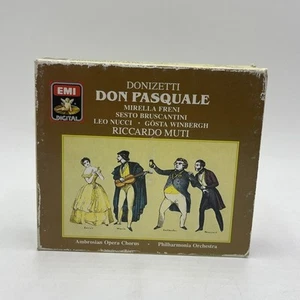 EMI
DIGITAL
DONIZETTI
DON PASQUALE
MIRELLA FRENI
SESTO BRUSCANTINI
LEO NUCCI · GÖSTA WINBERGH
RICCARDO MUTI
Ambrosian Opera Chorus · Philharmonia Orchestra